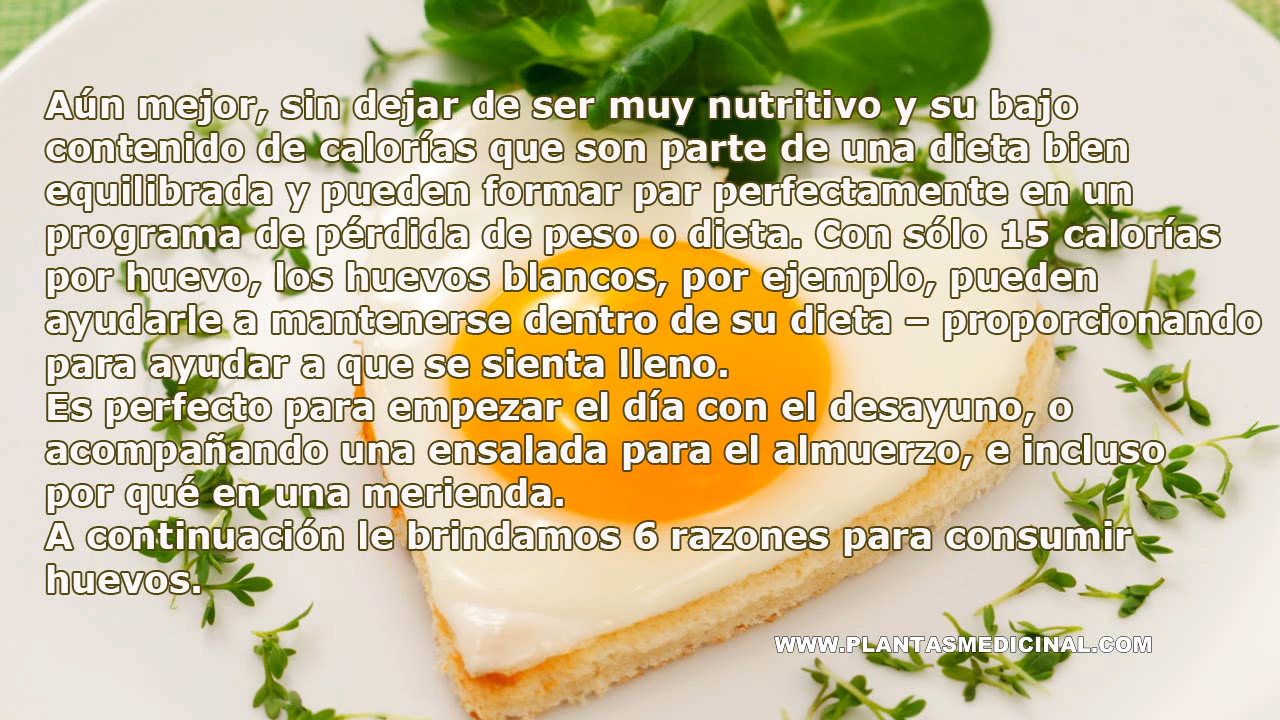 Aún mejor, sin dejar de ser muy nutritivo y su bajo
contenido de calorías que son parte de una dieta bien
equilibrada y pueden formar par perfectamente en un
programa de pérdida de peso o dieta. Con sólo 15 calorías
por huevo, los huevos blancos, por ejemplo, pueden
ayudarle a mantenerse dentro de su dieta – proporcionando
para ayudar a que se sienta lleno.
Es perfecto para empezar el día con el desayuno, o
acompañando una ensalada para el almuerzo, e incluso
por qué en una merienda.
A continuación le brindamos 6 razones para consumir
huevos.
WWW.PLANTASMEDICINAL.COM